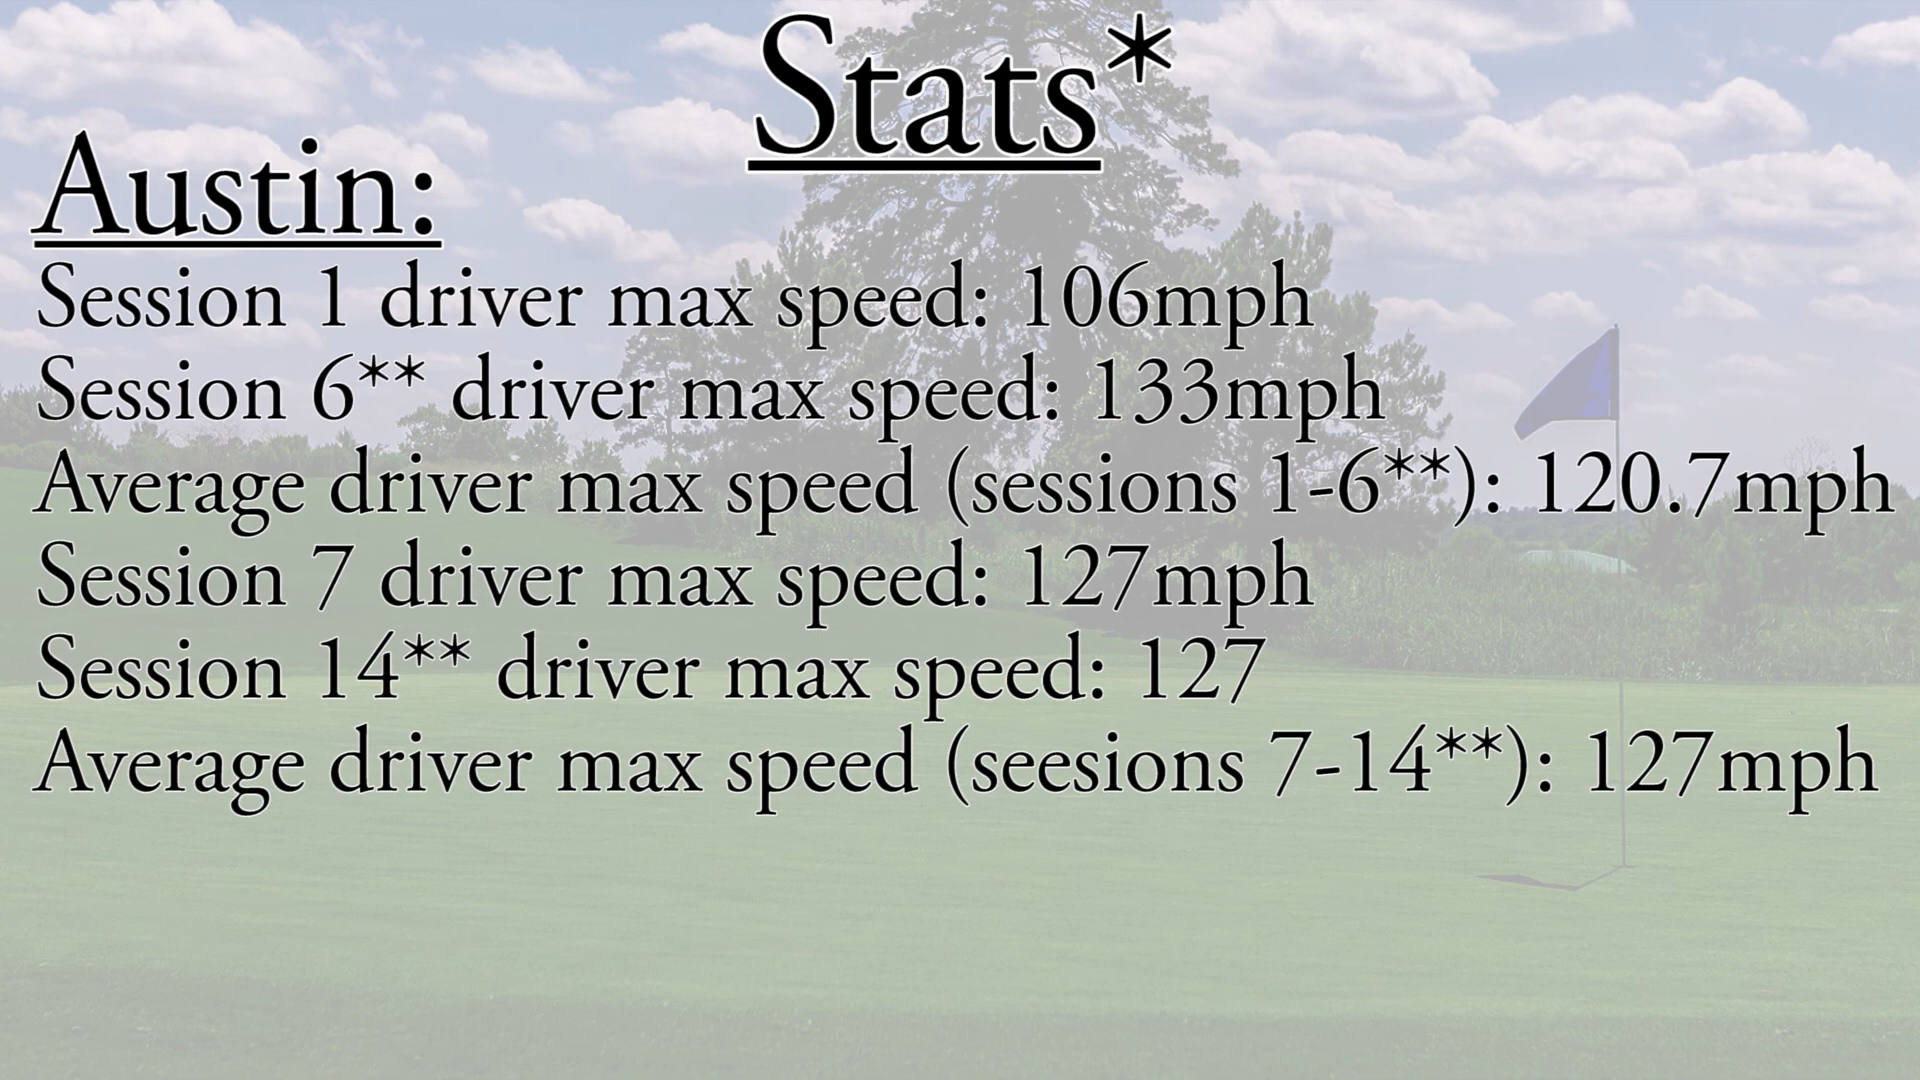 Stats*
Austin:
Session 1 driver max speed: 106mph
Session 6** driver max speed: 133mph
Average driver max speed (sessions 1-6**): 120.7mph
Session 7 driver max speed: 127mph
Session 14** driver max speed: 127
Average driver max speed (seesions 7-14**): 127mph